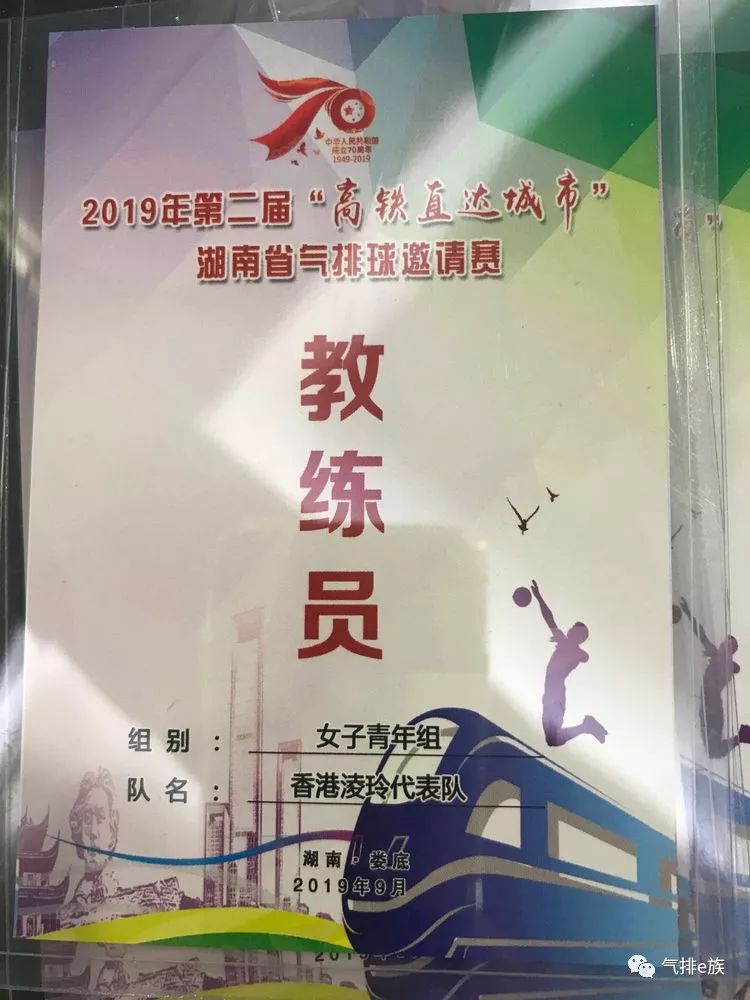 中华人民共和国
成立70周年
1949-2019
2019年第二届“高铁直达城市”
湖南省气排球邀请赛
教
练
员
组别：女子青年组
队名：香港凌玲代表队
湖南·娄底
2019年9月
气排e族